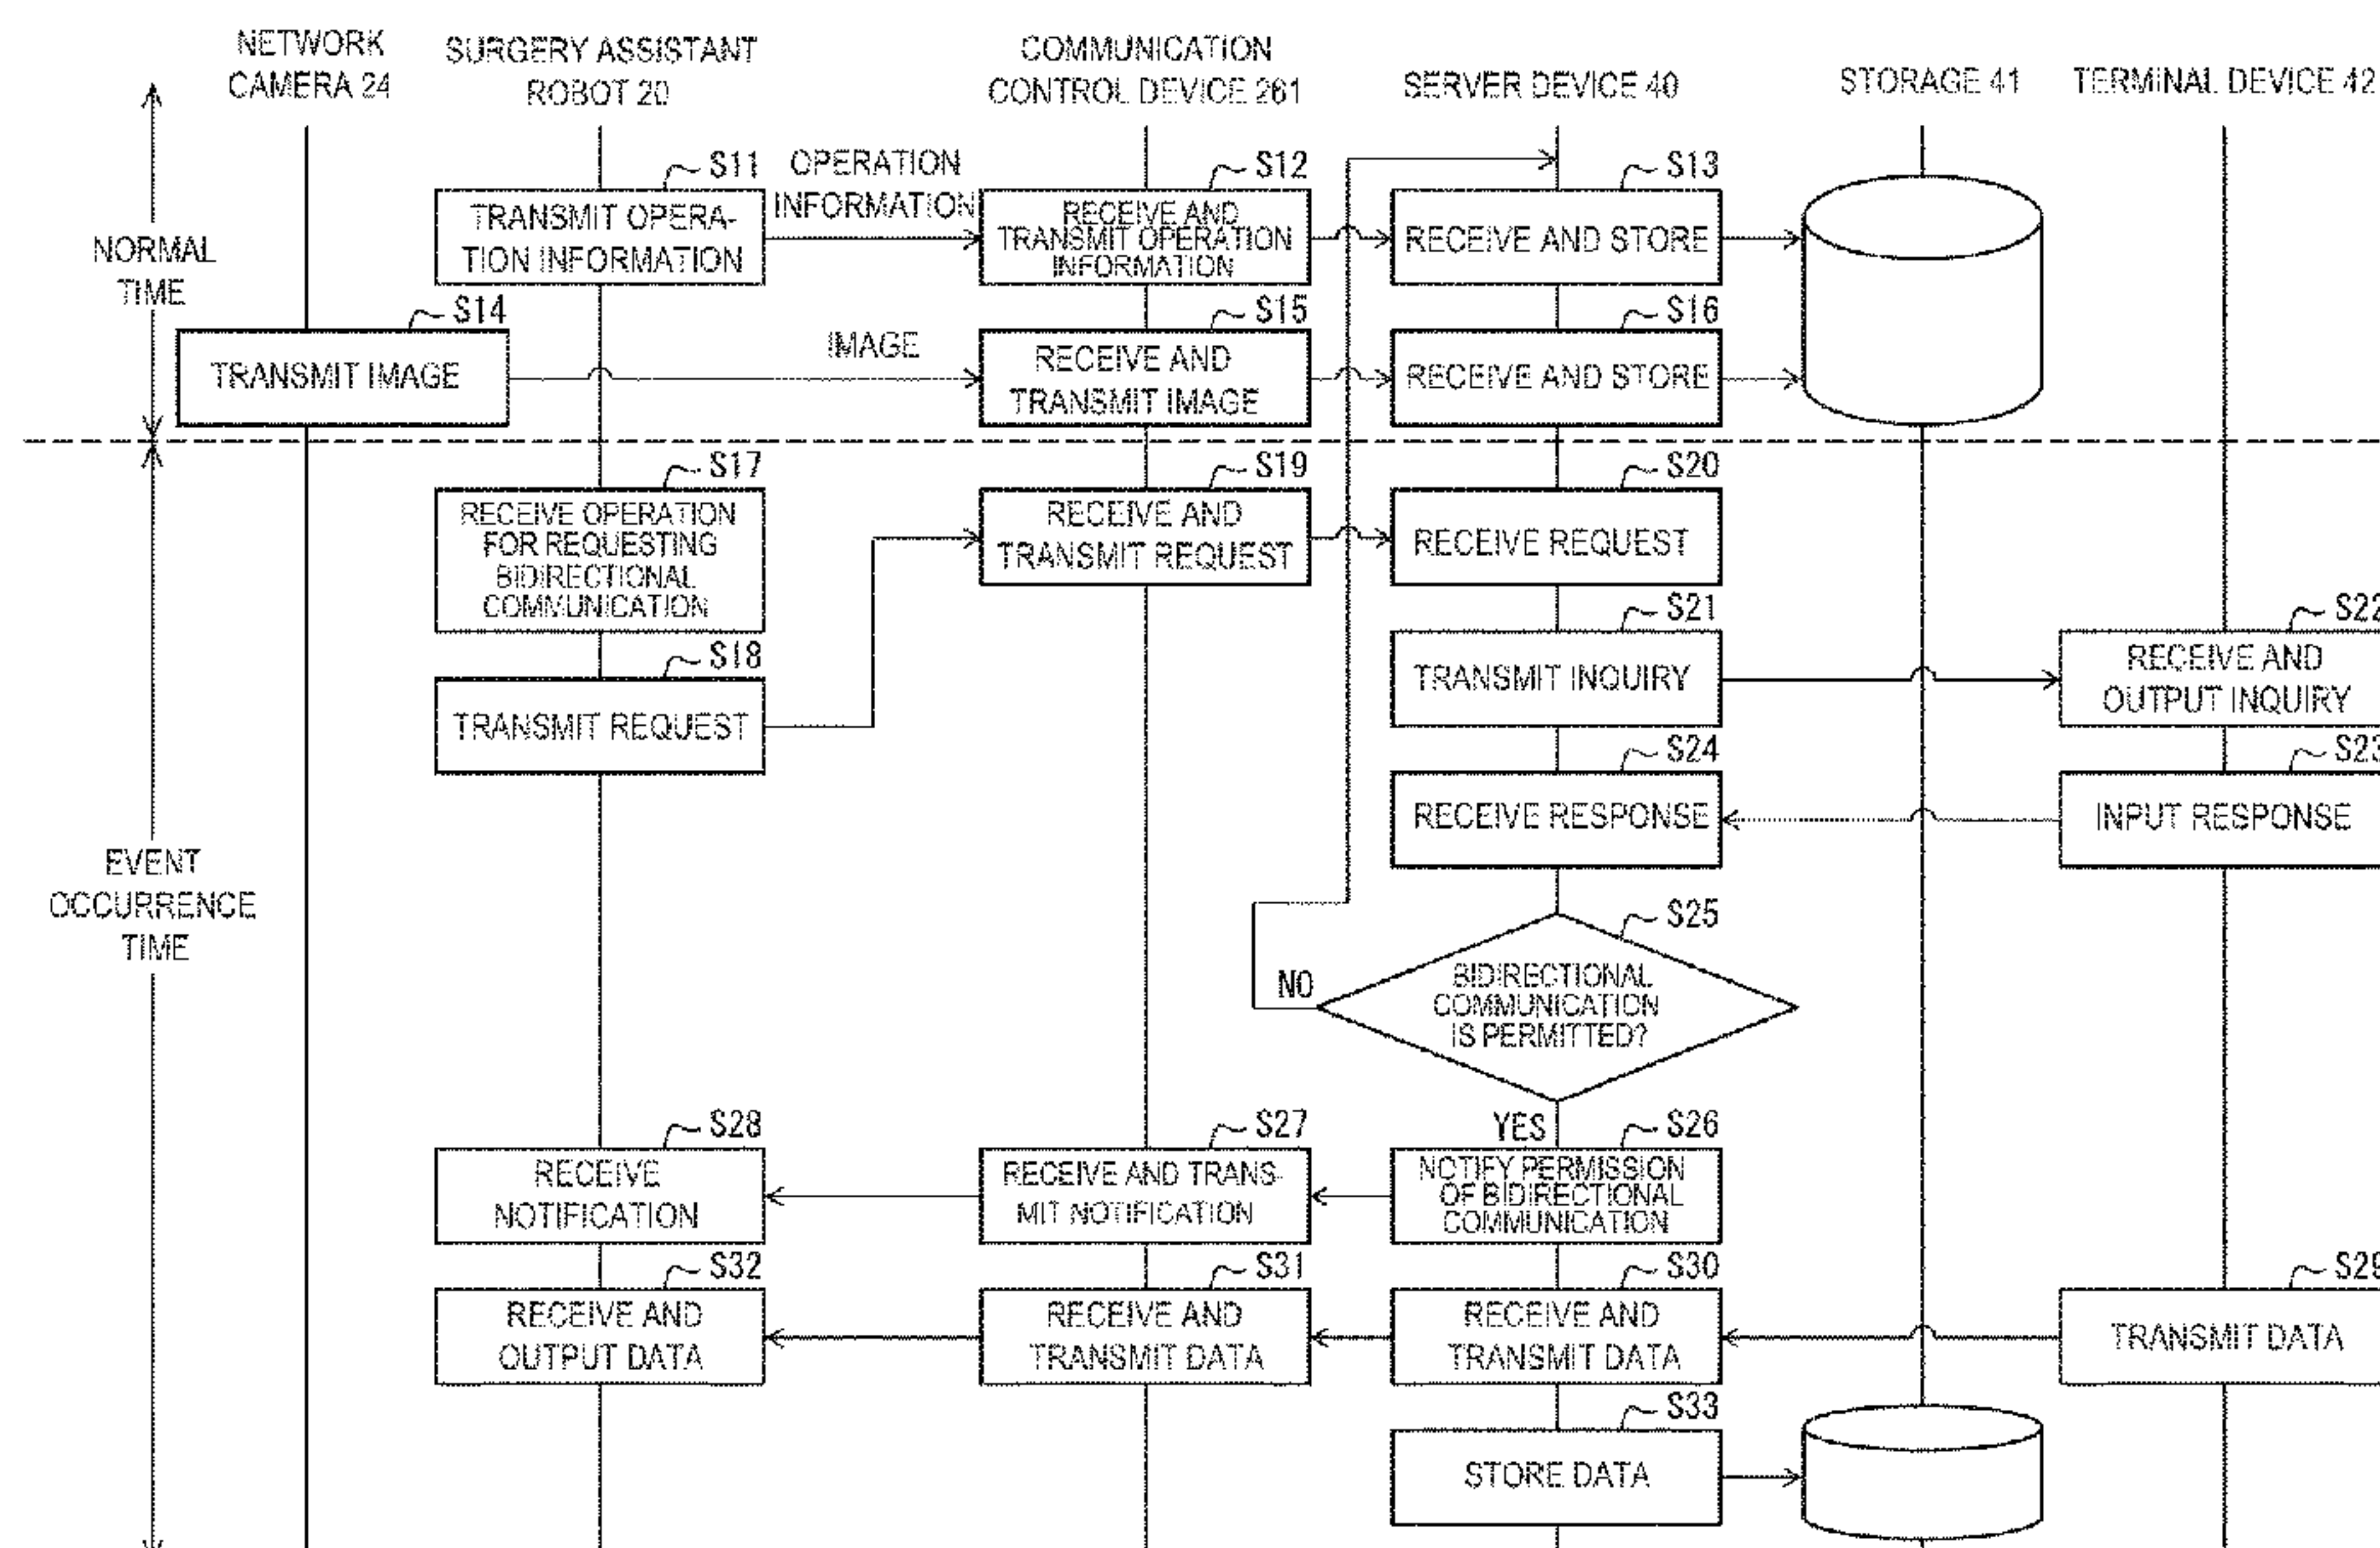 NETWORK
CAMERA 24
SURGERY ASSISTANT
ROBOT 20
COMMUNICATION
CONTROL DEVICE 261
SERVER DEVICE 40
STORAGE 41
TERMINAL DEVICE 42
NORMAL
TIME
S11
TRANSMIT OPERA-
TION INFORMATION
OPERATION
INFORMATION
S12
RECEIVE AND
TRANSMIT OPERATION
INFORMATION
S13
RECEIVE AND STORE
S14
TRANSMIT IMAGE
IMAGE
S15
RECEIVE AND
TRANSMIT IMAGE
S16
RECEIVE AND STORE
EVENT
OCCURRENCE
TIME
S17
RECEIVE OPERATION
FOR REQUESTING
BIDIRECTIONAL
COMMUNICATION
S18
TRANSMIT REQUEST
S19
RECEIVE AND
TRANSMIT REQUEST
S20
RECEIVE REQUEST
S21
TRANSMIT INQUIRY
S22
RECEIVE AND
OUTPUT INQUIRY
S23
INPUT RESPONSE
S24
RECEIVE RESPONSE
S25
BIDIRECTIONAL
COMMUNICATION
IS PERMITTED?
NO
YES
S26
NOTIFY PERMISSION
OF BIDIRECTIONAL
COMMUNICATION
S27
RECEIVE AND TRANS-
MIT NOTIFICATION
S28
RECEIVE
NOTIFICATION
S29
TRANSMIT DATA
S30
RECEIVE AND
TRANSMIT DATA
S31
RECEIVE AND
TRANSMIT DATA
S32
RECEIVE AND
OUTPUT DATA
S33
STORE DATA